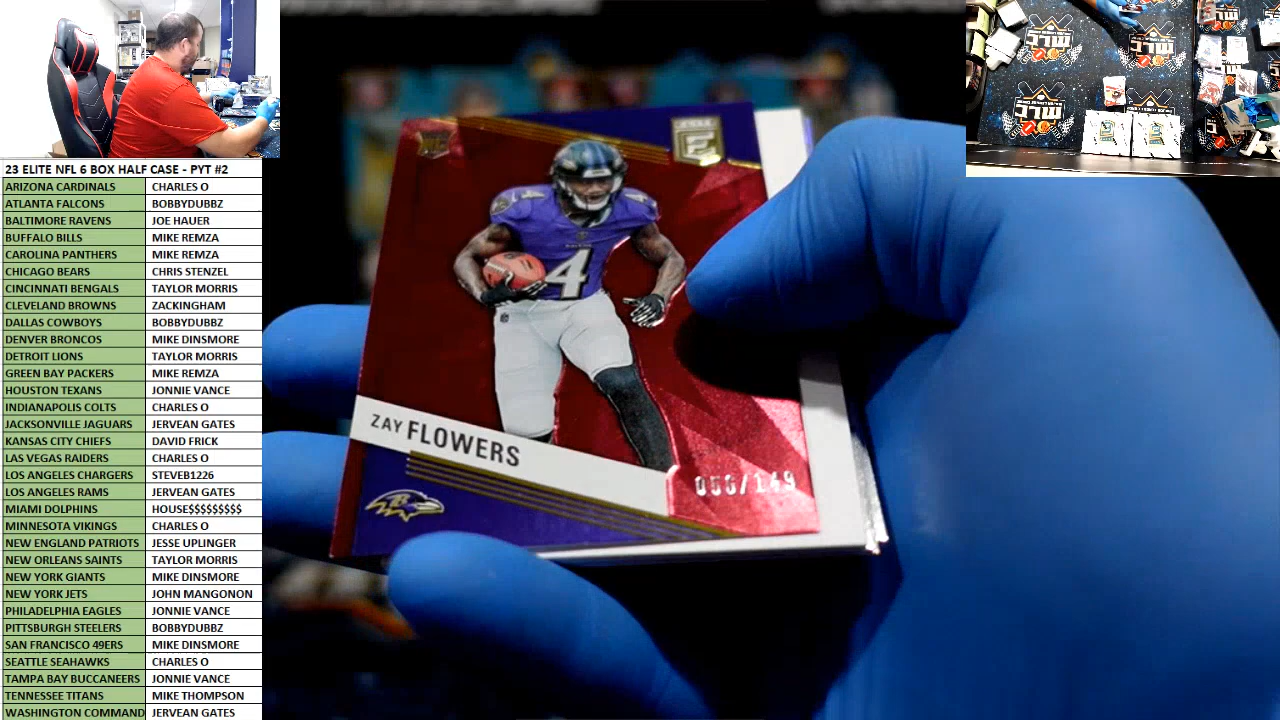 23 ELITE NFL 6 BOX HALF CASE - PYT #2
ARIZONA CARDINALS CHARLES O
ATLANTA FALCONS BOBBYDUBBZ
BALTIMORE RAVENS JOE HAUER
BUFFALO BILLS MIKE REMZA
CAROLINA PANTHERS MIKE REMZA
CHICAGO BEARS CHRIS STENZEL
CINCINNATI BENGALS TAYLOR MORRIS
CLEVELAND BROWNS ZACKINGHAM
DALLAS COWBOYS BOBBYDUBBZ
DENVER BRONCOS MIKE DINSMORE
DETROIT LIONS TAYLOR MORRIS
GREEN BAY PACKERS MIKE REMZA
HOUSTON TEXANS JONNIE VANCE
INDIANAPOLIS COLTS CHARLES O
JACKSONVILLE JAGUARS JERVEAN GATES
KANSAS CITY CHIEFS DAVID FRICK
LAS VEGAS RAIDERS CHARLES O
LOS ANGELES CHARGERS STEVEB1226
LOS ANGELES RAMS JERVEAN GATES
MIAMI DOLPHINS HOUSE$$$$$$$$$
MINNESOTA VIKINGS CHARLES O
NEW ENGLAND PATRIOTS JESSE UPLINGER
NEW ORLEANS SAINTS TAYLOR MORRIS
NEW YORK GIANTS MIKE DINSMORE
NEW YORK JETS JOHN MANGONON
PHILADELPHIA EAGLES JONNIE VANCE
PITTSBURGH STEELERS BOBBYDUBBZ
SAN FRANCISCO 49ERS MIKE DINSMORE
SEATTLE SEAHAWKS CHARLES O
TAMPA BAY BUCCANEERS JONNIE VANCE
TENNESSEE TITANS MIKE THOMPSON
WASHINGTON COMMAND JERVEAN GATES
E
4
ZAY FLOWERS